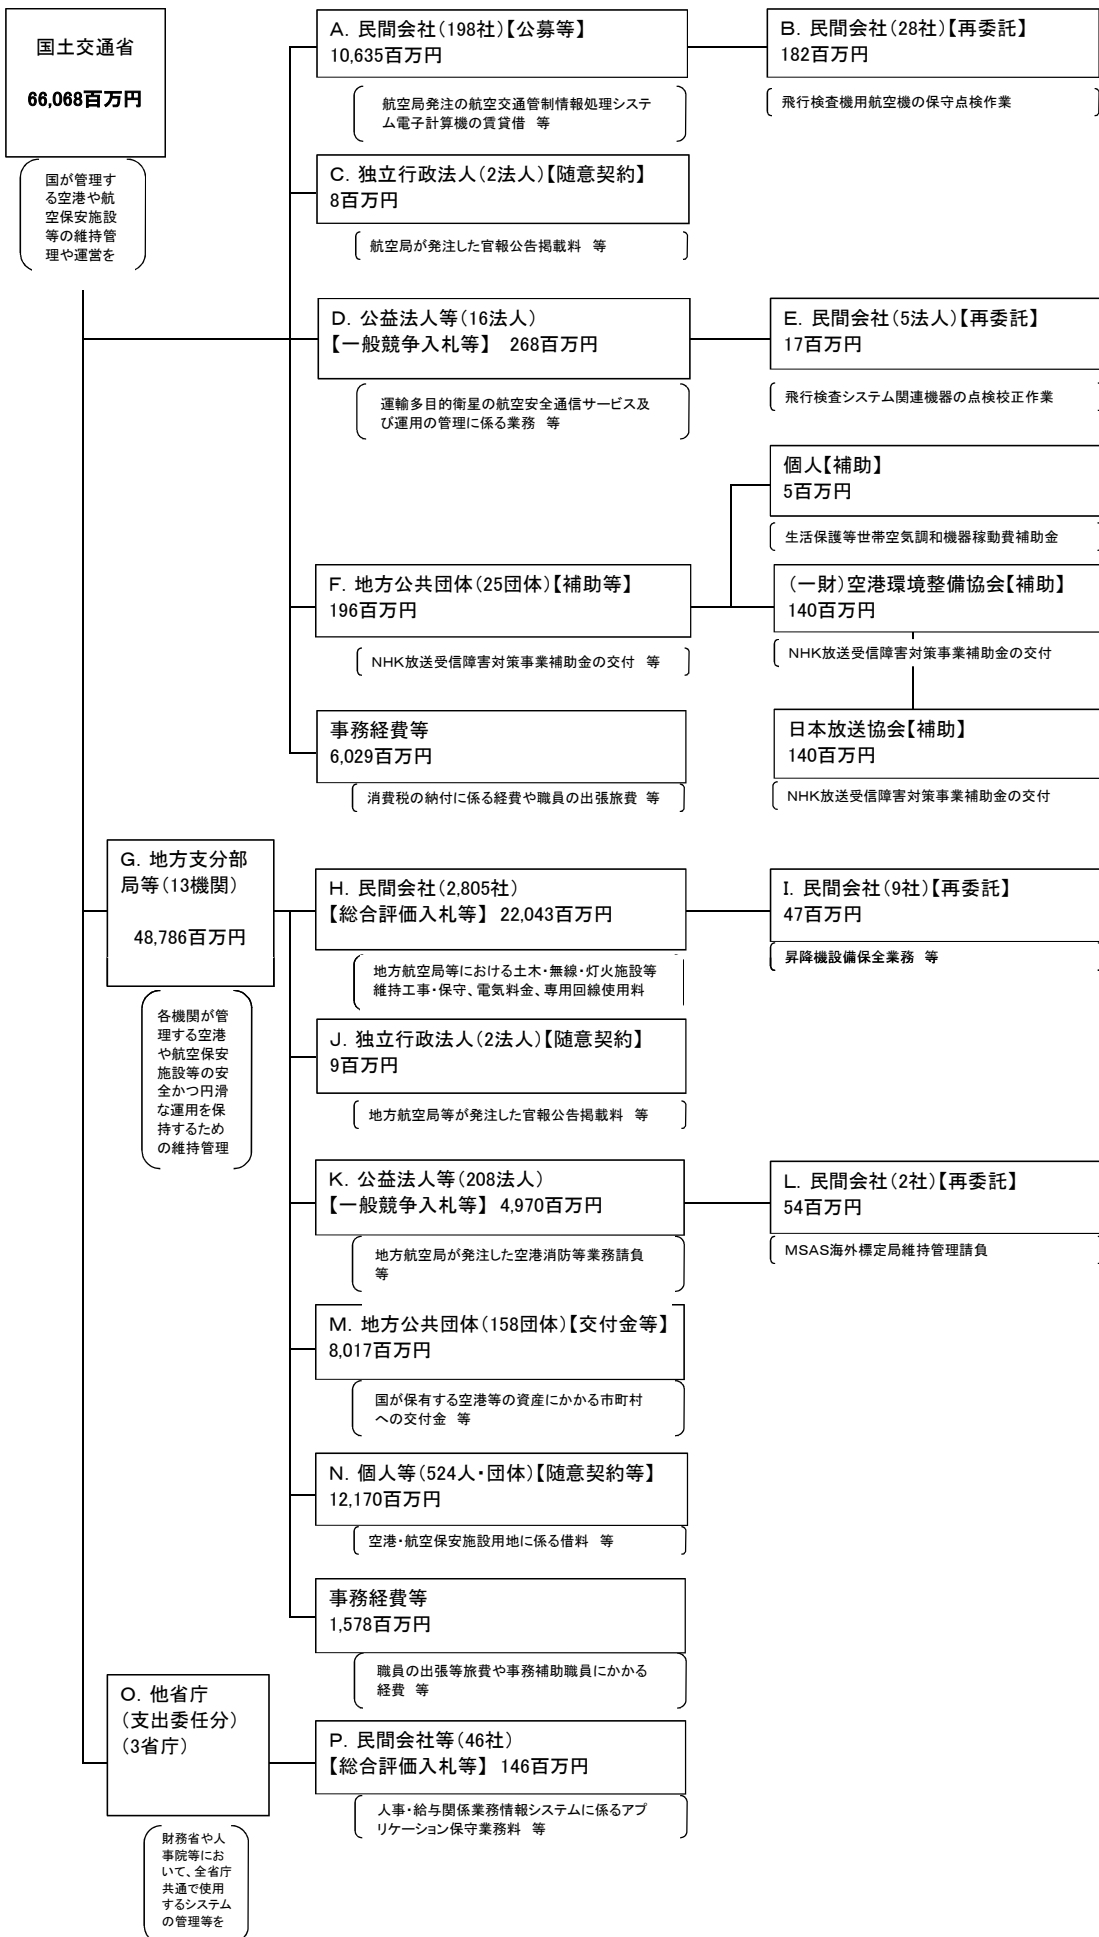 国土交通省
66,068百万円
国が管理す
る空港や航
空保安施設
等の維持管
理や運営を
A．民間会社（198社）【公募等】
10,635百万円
航空局発注の航空交通管制情報処理システ
ム電子計算機の賃貸借　等
B．民間会社（28社）【再委託】
182百万円
飛行検査機用航空機の保守点検作業
C．独立行政法人（2法人）【随意契約】
8百万円
航空局が発注した官報公告掲載料　等
D．公益法人等（16法人）
【一般競争入札等】　268百万円
運輸多目的衛星の航空安全通信サービス及
び運用の管理に係る業務　等
E．民間会社（5法人）【再委託】
17百万円
飛行検査システム関連機器の点検校正作業
個人【補助】
5百万円
生活保護等世帯空気調和機器稼動費補助金
F．地方公共団体（25団体）【補助等】
196百万円
NHK放送受信障害対策事業補助金の交付　等
（一財）空港環境整備協会【補助】
140百万円
NHK放送受信障害対策事業補助金の交付
事務経費等
6,029百万円
消費税の納付に係る経費や職員の出張旅費　等
日本放送協会【補助】
140百万円
NHK放送受信障害対策事業補助金の交付
G．地方支分部
局等（13機関）
48,786百万円
各機関が管
理する空港
や航空保安
施設等の安
全かつ円滑
な運用を保
持するため
の維持管理
H．民間会社（2,805社）
【総合評価入札等】 22,043百万円
地方航空局等における土木・無線・灯火施設等
維持工事・保守、電気料金、専用回線使用料
I．民間会社（9社）【再委託】
47百万円
昇降機設備保全業務　等
J．独立行政法人（2法人）【随意契約】
9百万円
地方航空局等が発注した官報公告掲載料　等
K．公益法人等（208法人）
【一般競争入札等】 4,970百万円
地方航空局が発注した空港消防等業務請負
等
L．民間会社（2社）【再委託】
54百万円
MSAS海外標定局維持管理請負
M．地方公共団体（158団体）【交付金等】
8,017百万円
国が保有する空港等の資産にかかる市町村
への交付金　等
N．個人等（524人・団体）【随意契約等】
12,170百万円
空港・航空保安施設用地に係る借料　等
事務経費等
1,578百万円
職員の出張等旅費や事務補助職員にかかる
経費　等
O．他省庁
（支出委任分）
（3省庁）
財務省や人
事院等にお
いて、全省庁
共通で使用
するシステム
の管理等を
P．民間会社等（46社）
【総合評価入札等】 146百万円
人事・給与関係業務情報システムに係るアプ
リケーション保守業務料　等